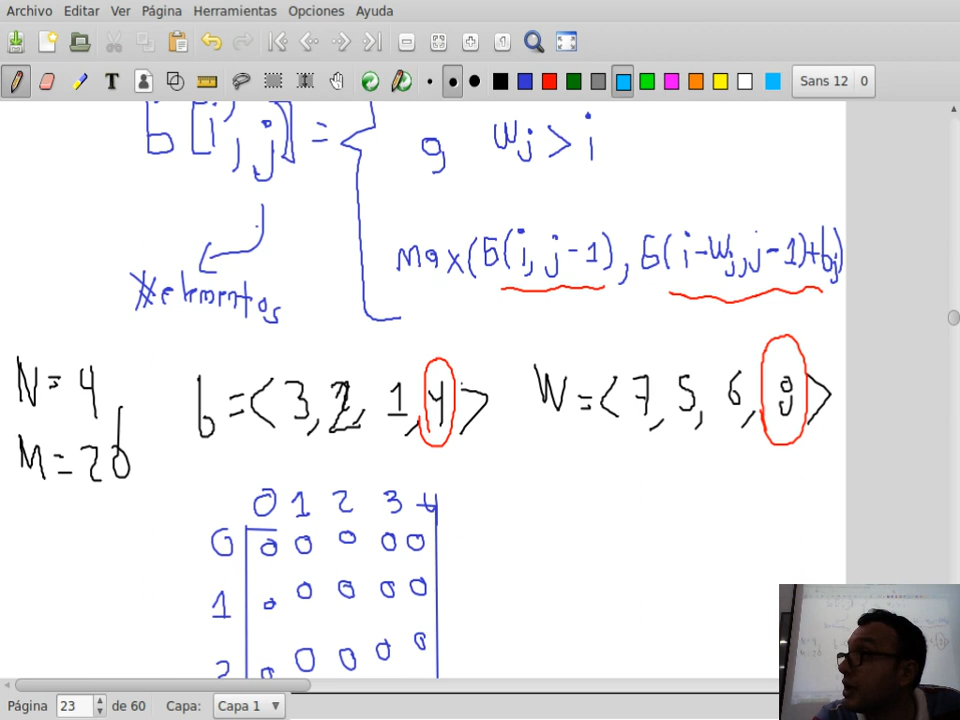 Archivo Editar Ver Página Herramientas Opciones Ayuda
Sans 12 0
b[i, j] = {
g Wj > i
max(b(i, j-1), b(i-Wj, j-1)+bj)
#elementos
N=4
M=20
b=<3,2,1,4>
W=<7,5,6,8>
0 1 2 3 4
0 0 0 0 0 0
1 0 0 0 0 0
2 0 0 0 0 0
Página 23 de 60 Capa: Capa 1